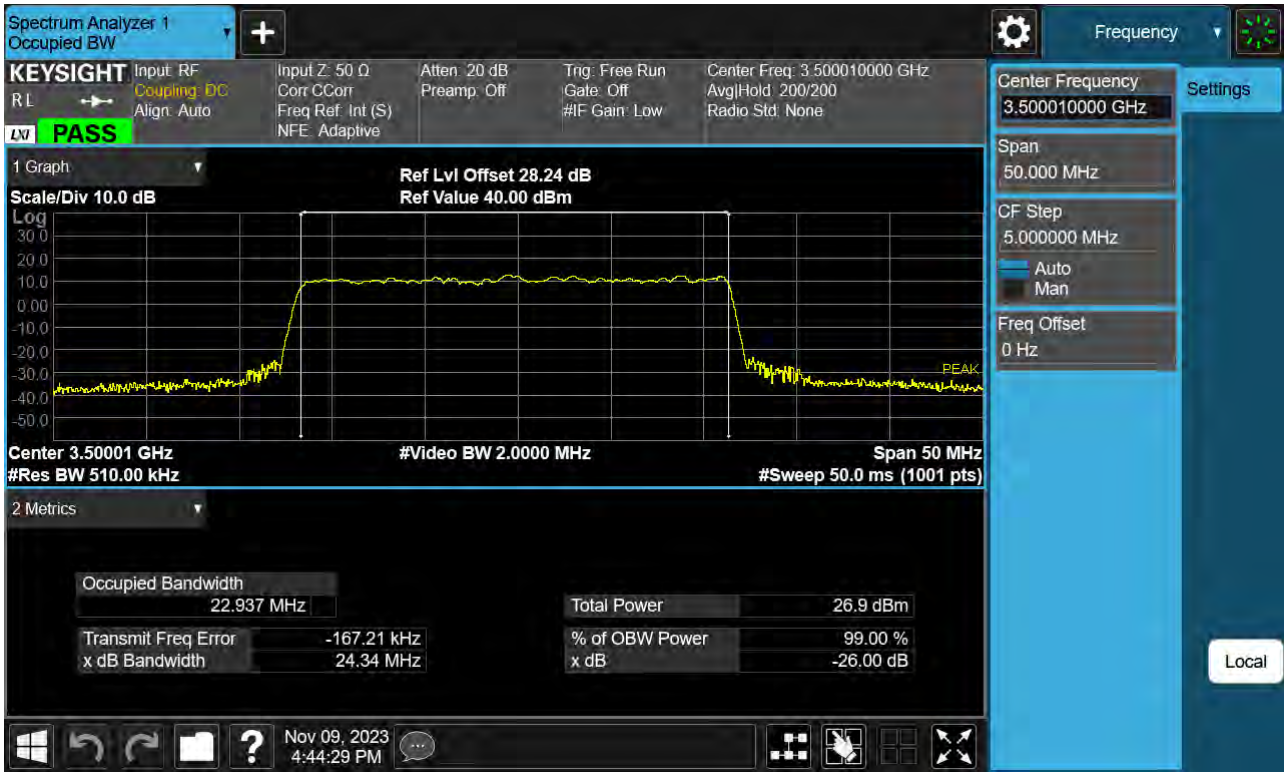 Spectrum Analyzer 1
Occupied BW
Frequency
KEYSIGHT
RL
LXI
PASS
Input: RF
Coupling: DC
Align: Auto
Input Z: 50 Ω
Corr CCorr
Freq Ref: Int (S)
NFE: Adaptive
Atten: 20 dB
Preamp: Off
Trig: Free Run
Gate: Off
#IF Gain: Low
Center Freq: 3.500010000 GHz
Avg|Hold: 200/200
Radio Std: None
Center Frequency
3.500010000 GHz
Settings
Span
50.000 MHz
CF Step
5.000000 MHz
Auto
Man
Freq Offset
0 Hz
Local
1 Graph
Scale/Div 10.0 dB
Ref Lvl Offset 28.24 dB
Ref Value 40.00 dBm
Log
30.0
20.0
10.0
0.00
-10.0
-20.0
-30.0
-40.0
-50.0
PEAK
Center 3.50001 GHz
#Video BW 2.0000 MHz
Span 50 MHz
#Res BW 510.00 kHz
#Sweep 50.0 ms (1001 pts)
2 Metrics
Occupied Bandwidth
22.937 MHz
Total Power 26.9 dBm
Transmit Freq Error -167.21 kHz
% of OBW Power 99.00 %
x dB Bandwidth 24.34 MHz
x dB -26.00 dB
Nov 09, 2023
4:44:29 PM